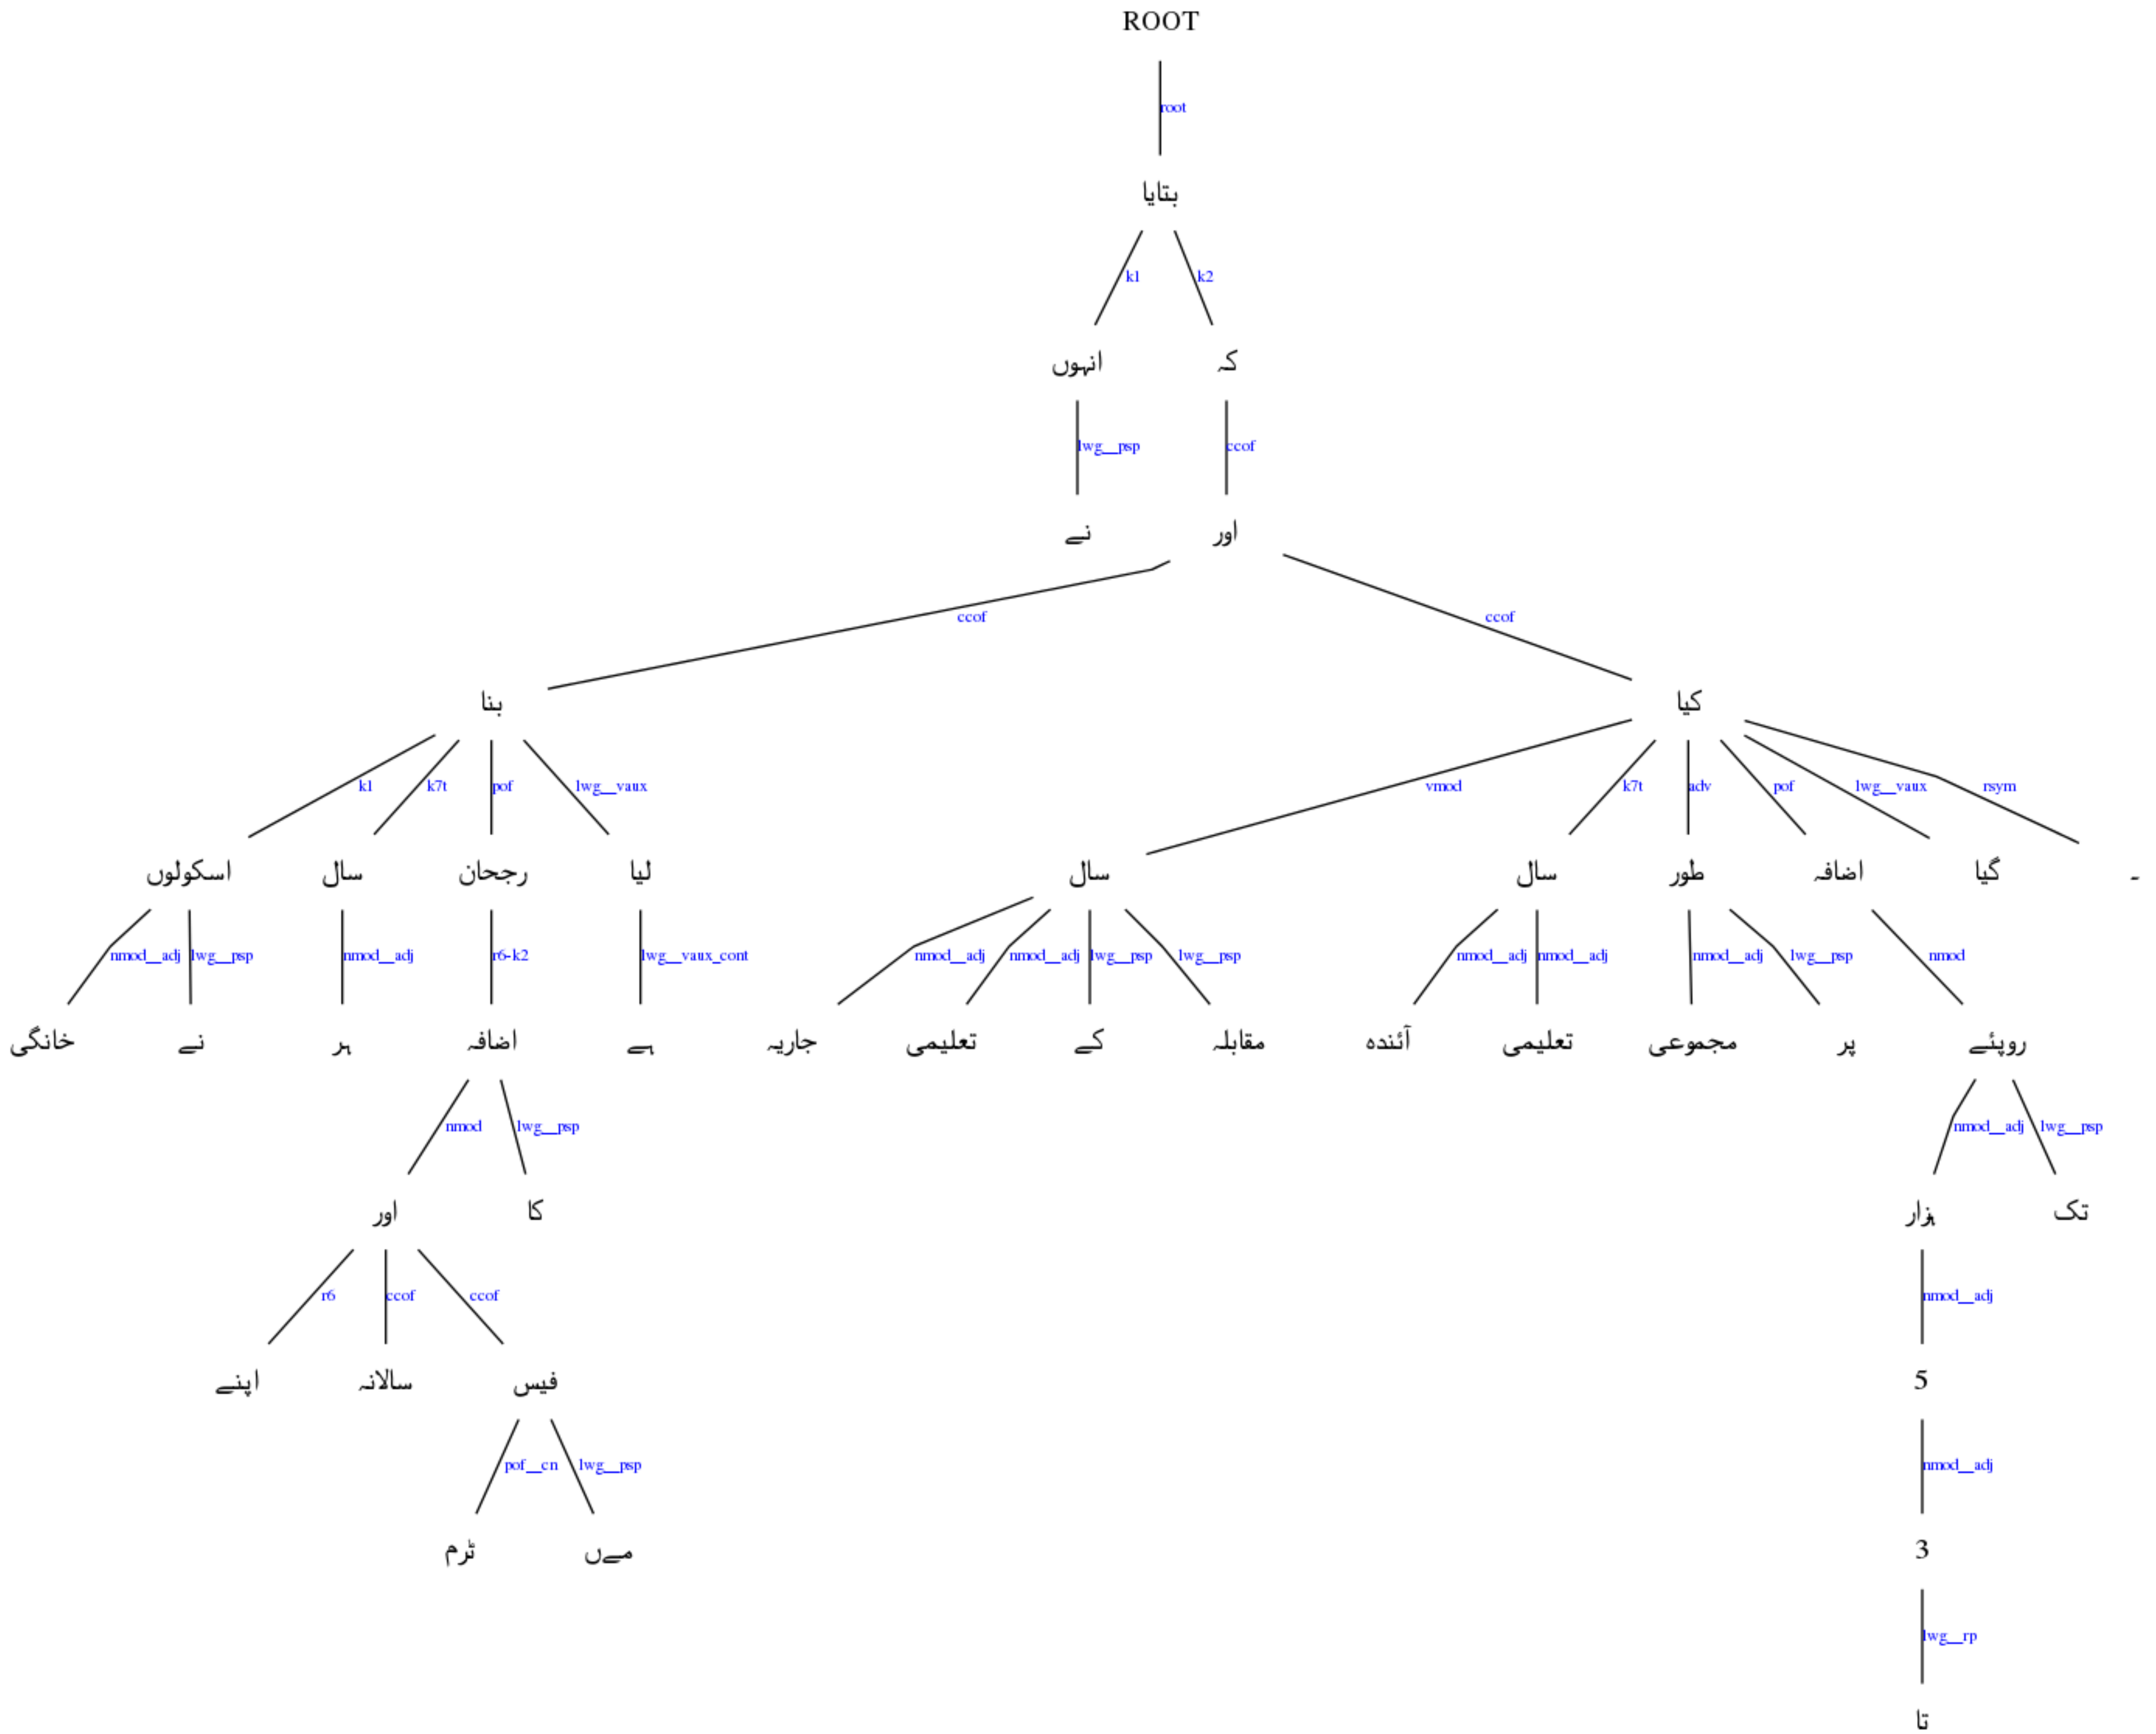 ROOT
root
بتایا
k1 k2
انہوں کہ
lwg__psp ccof
نے اور
ccof ccof
بنا کیا
k1 k7t pof lwg__vaux vmod k7t adv pof lwg__vaux rsym
اسکولوں سال رجحان لیا سال سال طور اضافہ گیا ۔
nmod__adj lwg__psp nmod__adj r6-k2 lwg__vaux_cont nmod__adj nmod__adj lwg__psp lwg__psp nmod__adj nmod__adj nmod__adj lwg__psp nmod
خانگی نے ہر اضافہ ہے جاریہ تعلیمی کے مقابلہ آئندہ تعلیمی مجموعی پر روپئے
nmod lwg__psp nmod__adj lwg__psp
اور کا ہزار تک
r6 ccof ccof nmod__adj
اپنے سالانہ فیس 5
pof__cn lwg__psp nmod__adj
ٹرم مےں 3
lwg__rp
تا